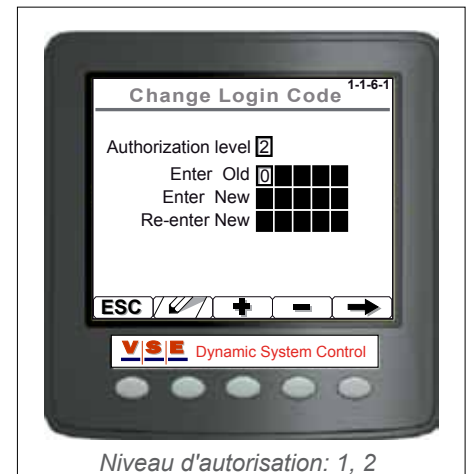 1-1-6-1
Change Login Code
Authorization level 2
Enter Old 0
Enter New
Re-enter New
ESC + -
V|S|E Dynamic System Control
Niveau d'autorisation: 1, 2